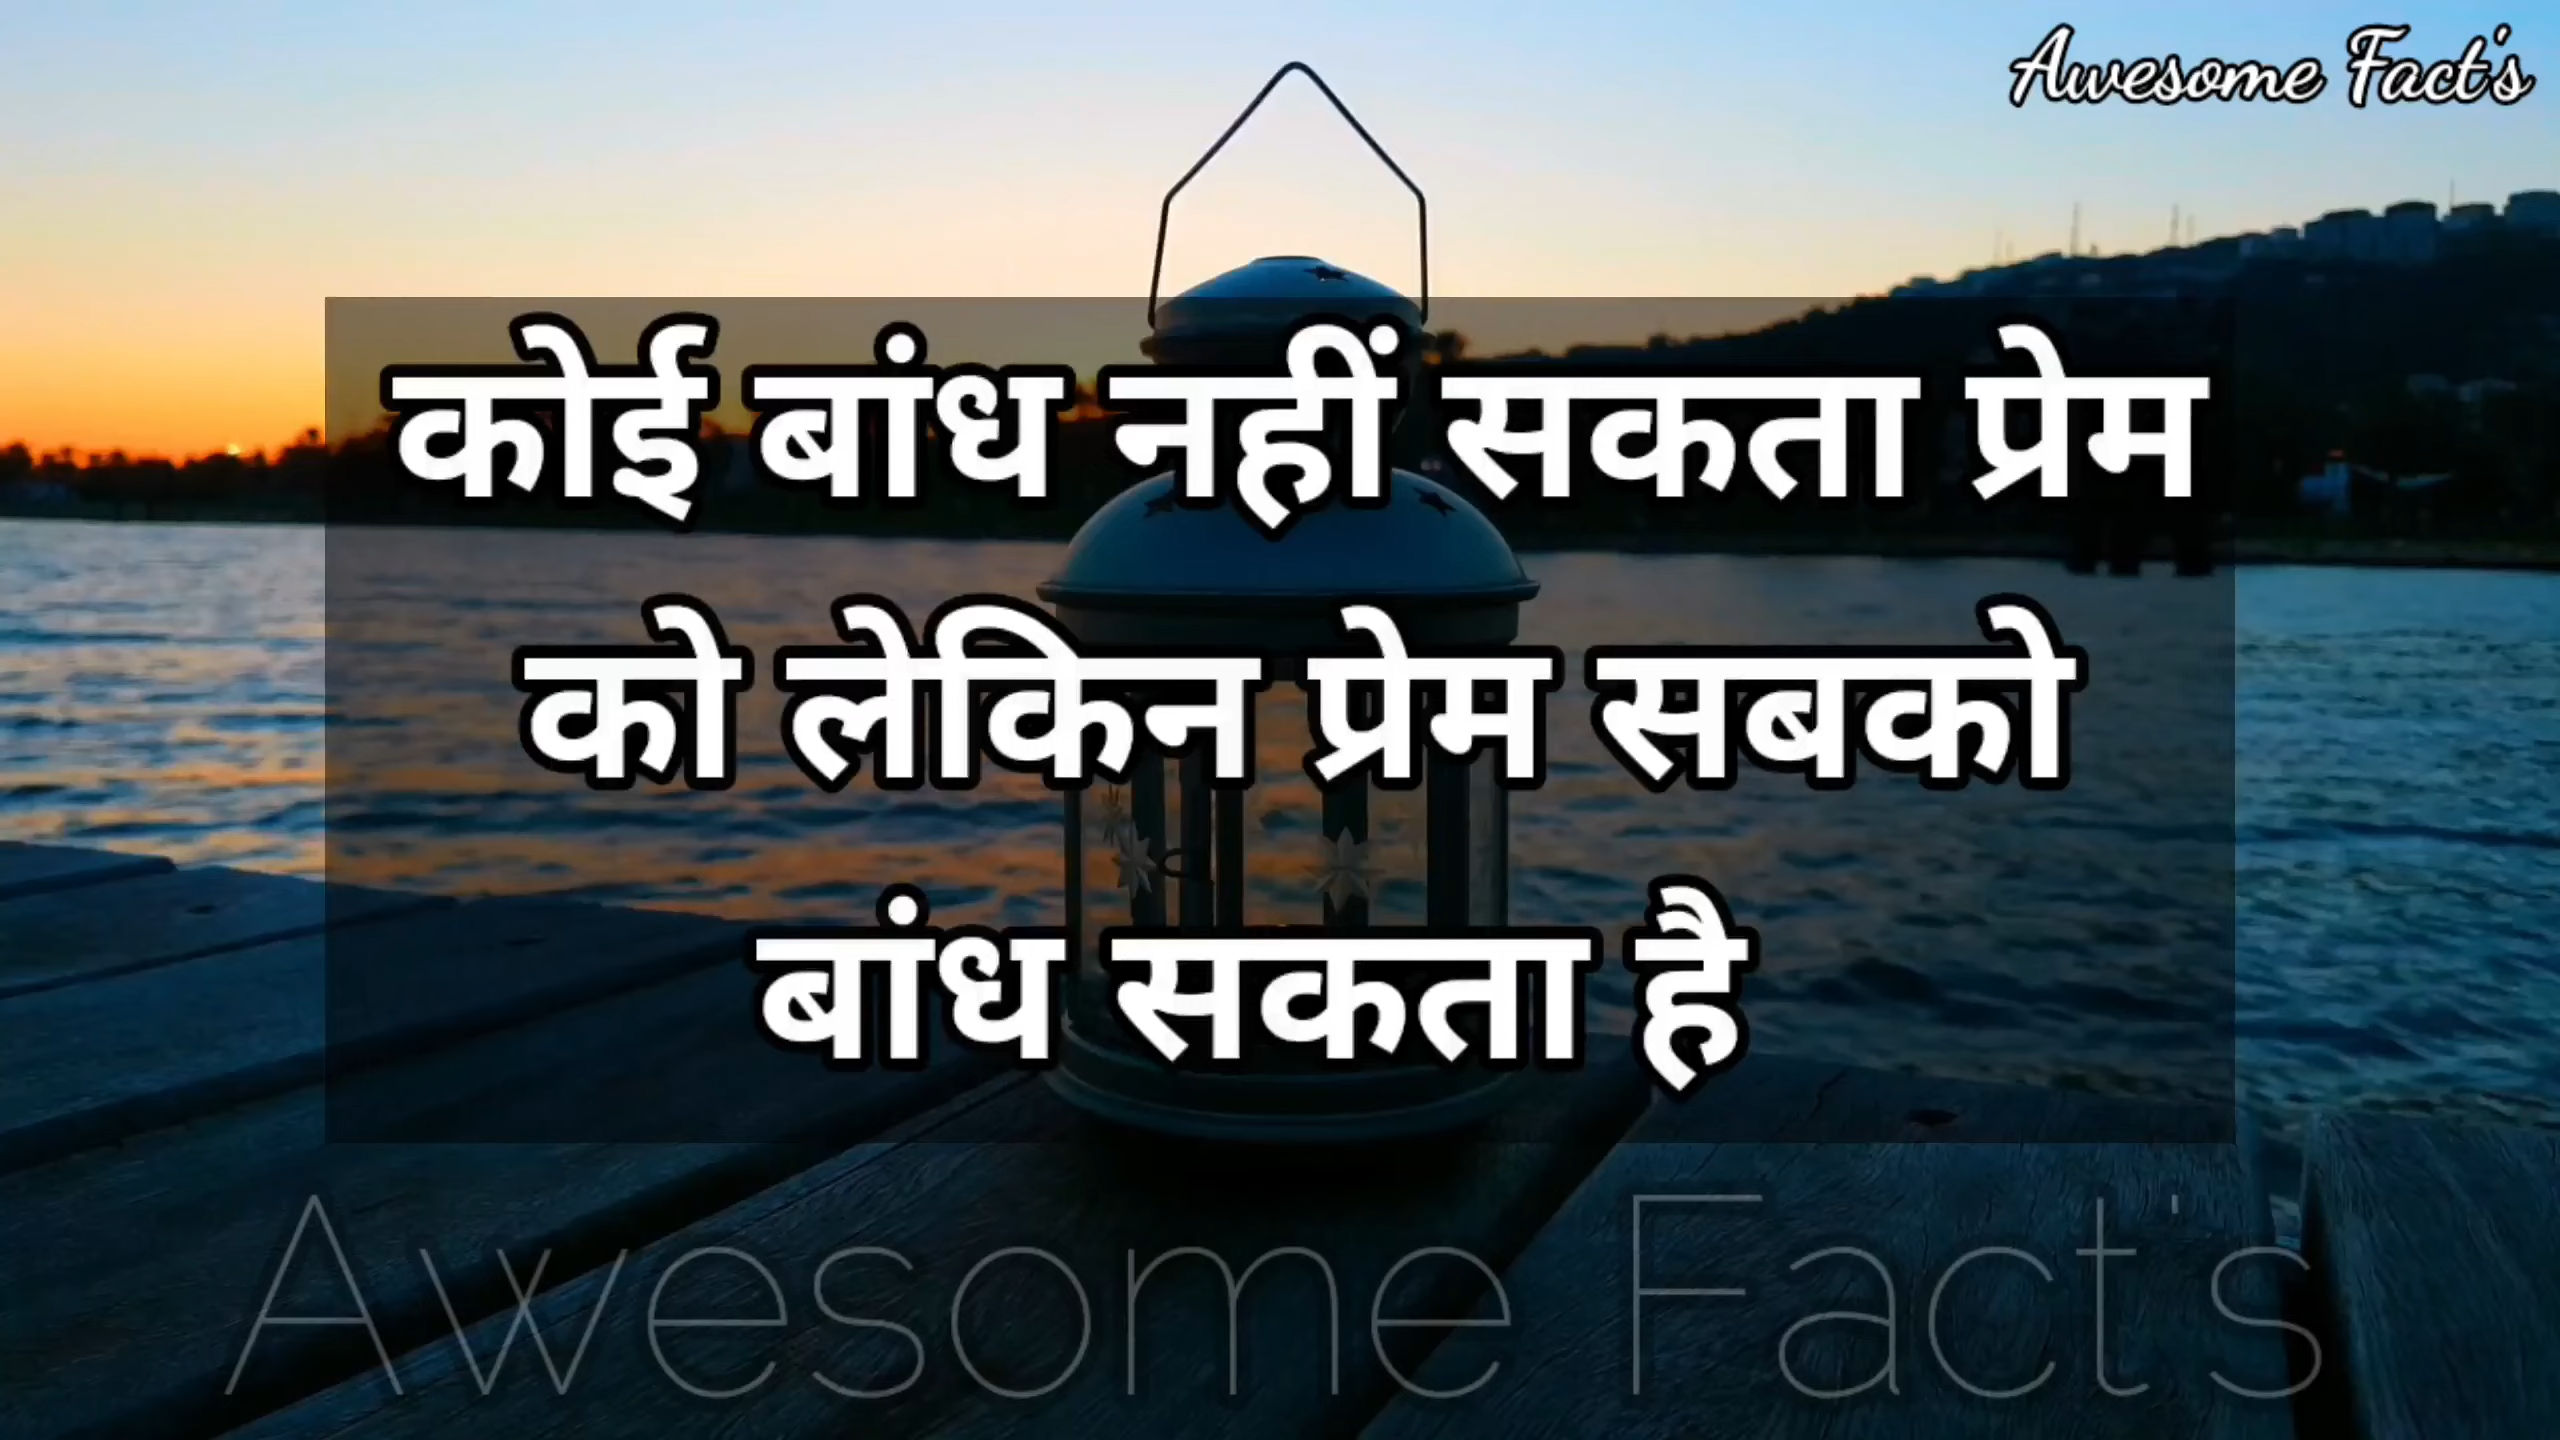 Awesome Fact's
कोई बांध नहीं सकता प्रेम
को लेकिन प्रेम सबको
बांध सकता है
Awesome Fact's